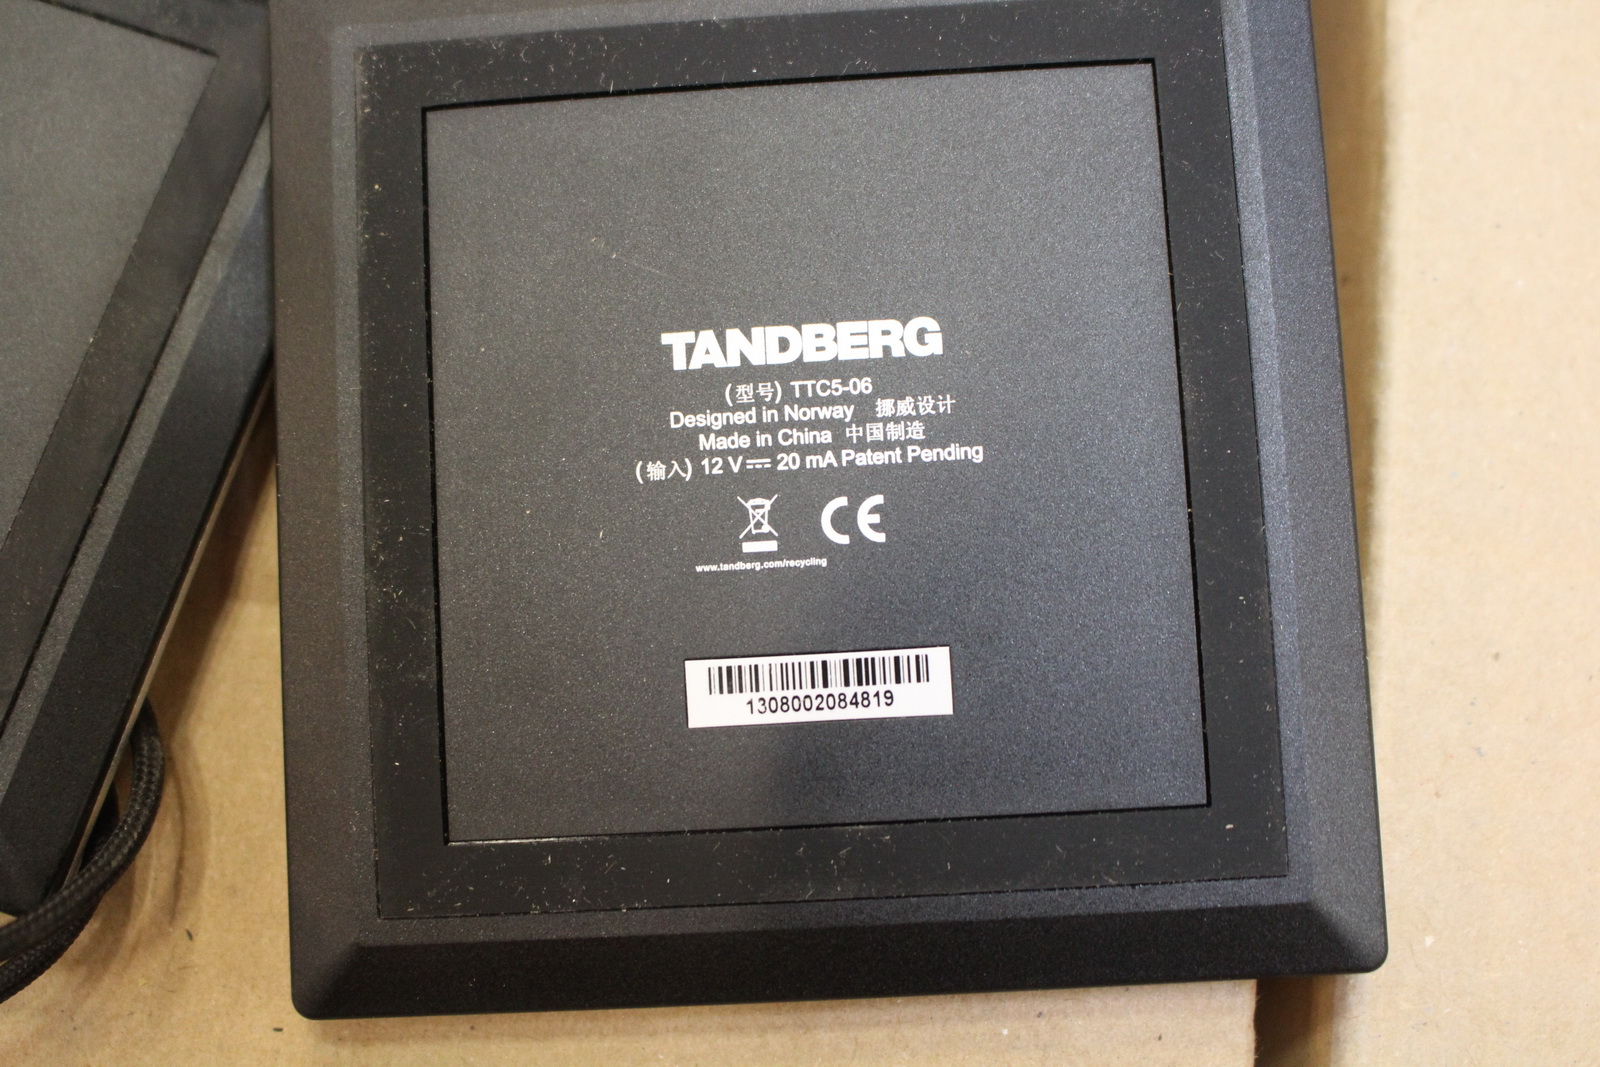 TANDBERG
(型号) TTC5-06
Designed in Norway 挪威设计
Made in China 中国制造
(输入) 12 V⎓ 20 mA Patent Pending
CE
www.tandberg.com/recycling
1308002084819